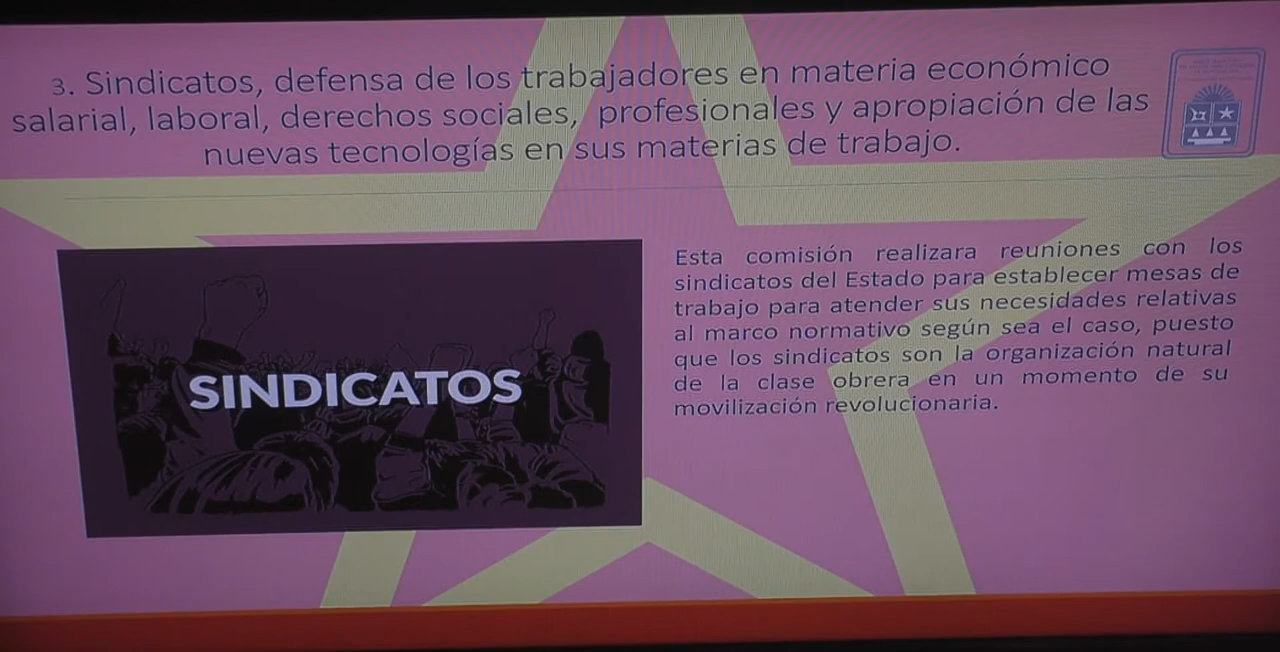 3. Sindicatos, defensa de los trabajadores en materia económico
salarial, laboral, derechos sociales, profesionales y apropiación de las
nuevas tecnologías en sus materias de trabajo.
SINDICATOS
Esta comisión realizara reuniones con los
sindicatos del Estado para establecer mesas de
trabajo para atender sus necesidades relativas
al marco normativo según sea el caso, puesto
que los sindicatos son la organización natural
de la clase obrera en un momento de su
movilización revolucionaria.